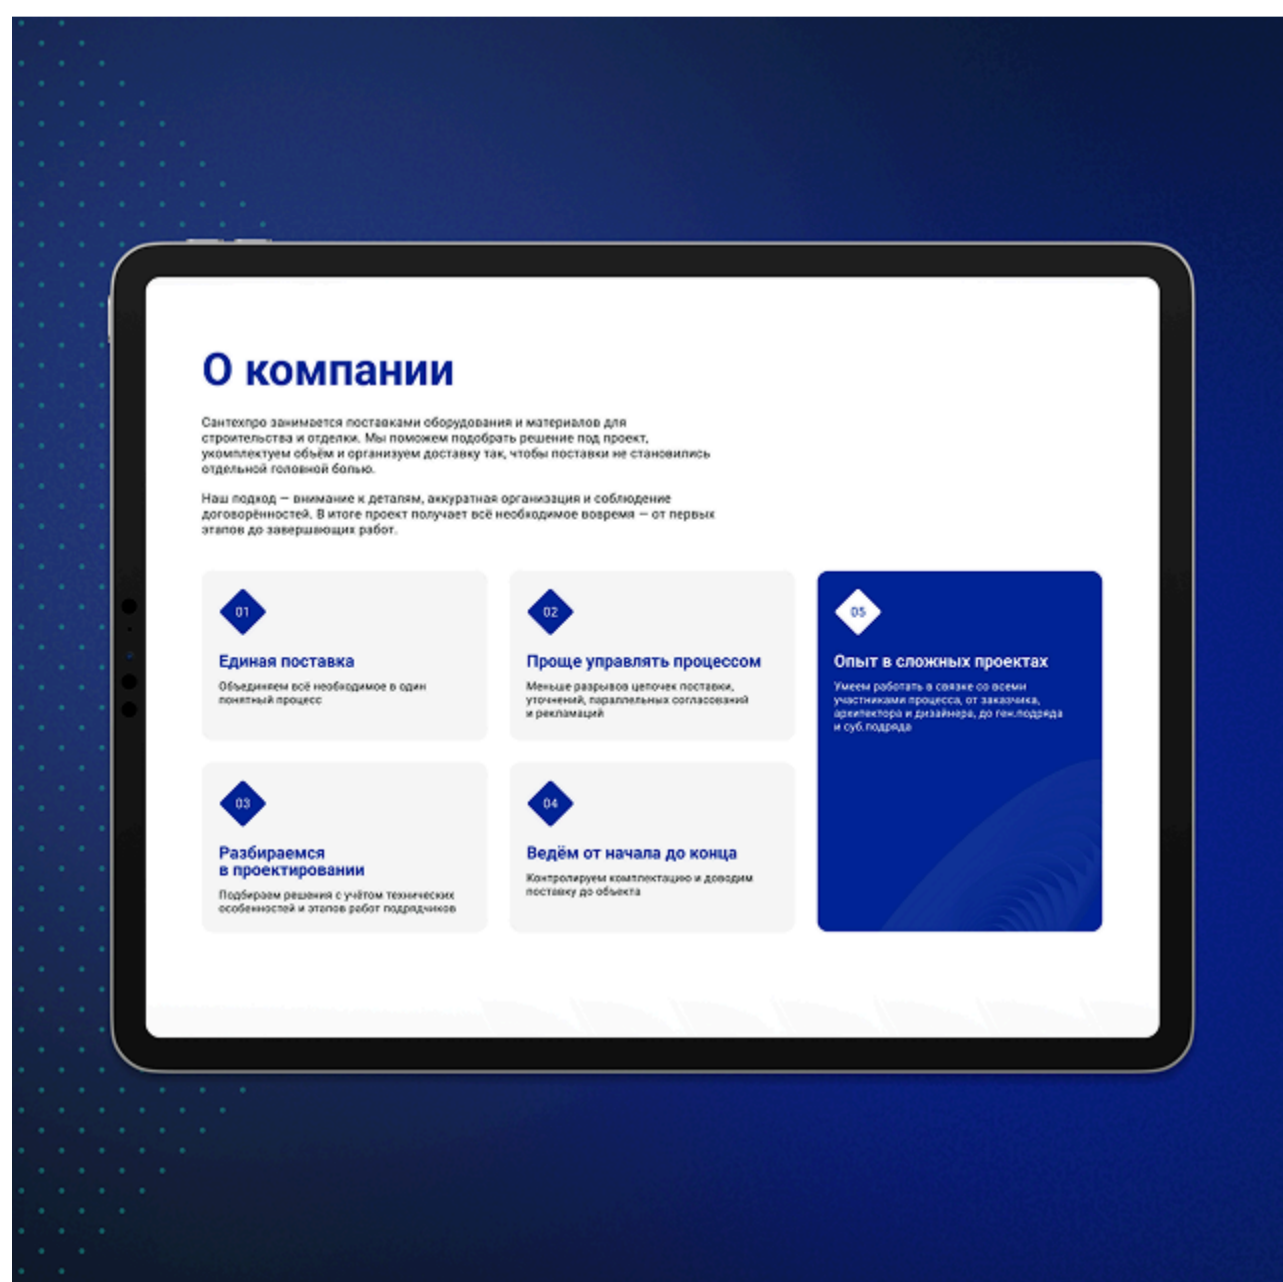 О компании
Сантехпро занимается поставками оборудования и материалов для
строительства и отделки. Мы поможем подобрать решение под проект,
укомплектуем объём и организуем доставку так, чтобы поставки не становились
отдельной головной болью.
Наш подход — внимание к деталям, аккуратная организация и соблюдение
договорённостей. В итоге проект получает всё необходимое вовремя — от первых
этапов до завершающих работ.
01
Единая поставка
Объединяем всё необходимое в один
понятный процесс
02
Проще управлять процессом
Меньше разрывов цепочек поставки,
уточнений, параллельных согласований
и рекламаций
03
Разбираемся
в проектировании
Подбираем решения с учётом технических
особенностей и этапов работ подрядчиков
04
Ведём от начала до конца
Контролируем комплектацию и доводим
поставку до объекта
05
Опыт в сложных проектах
Умеем работать в связке со всеми
участниками процесса, от заказчика,
архитектора и дизайнера, до ген.подряда
и суб.подряда